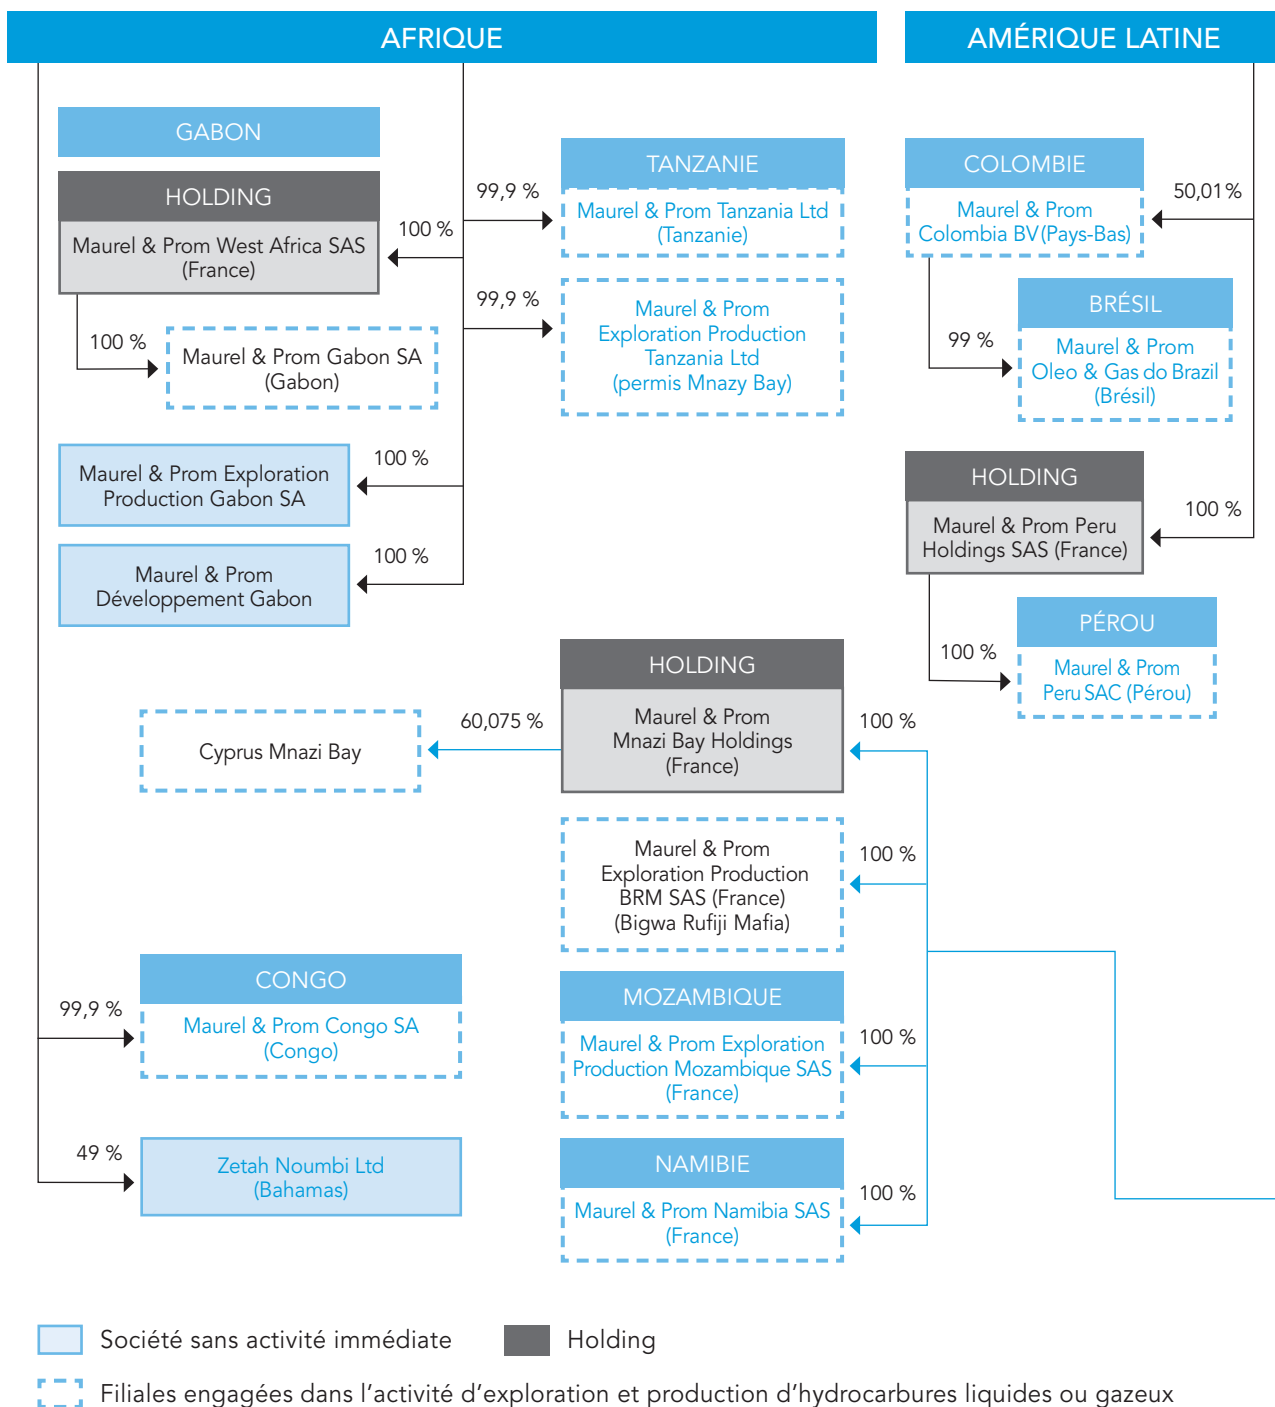 AFRIQUE
GABON
HOLDING
Maurel & Prom West Africa SAS
(France)
100 %
100 %
Maurel & Prom Gabon SA
(Gabon)
Maurel & Prom Exploration
Production Gabon SA
100 %
Maurel & Prom
Développement Gabon
100 %
TANZANIE
99,9 %
Maurel & Prom Tanzania Ltd
(Tanzanie)
99,9 %
Maurel & Prom
Exploration Production
Tanzania Ltd
(permis Mnazy Bay)
AMÉRIQUE LATINE
COLOMBIE
50,01%
Maurel & Prom
Colombia BV (Pays-Bas)
BRÉSIL
99 %
Maurel & Prom
Oleo & Gas do Brazil
(Brésil)
HOLDING
Maurel & Prom Peru
Holdings SAS (France)
100 %
PÉROU
100 %
Maurel & Prom
Peru SAC (Pérou)
HOLDING
Maurel & Prom
Mnazi Bay Holdings
(France)
100 %
60,075 %
Cyprus Mnazi Bay
Maurel & Prom
Exploration Production
BRM SAS (France)
(Bigwa Rufiji Mafia)
100 %
CONGO
99,9 %
Maurel & Prom Congo SA
(Congo)
49 %
Zetah Noumbi Ltd
(Bahamas)
MOZAMBIQUE
Maurel & Prom Exploration
Production Mozambique SAS
(France)
100 %
NAMIBIE
Maurel & Prom Namibia SAS
(France)
100 %
Société sans activité immédiate
Holding
Filiales engagées dans l’activité d’exploration et production d’hydrocarbures liquides ou gazeux